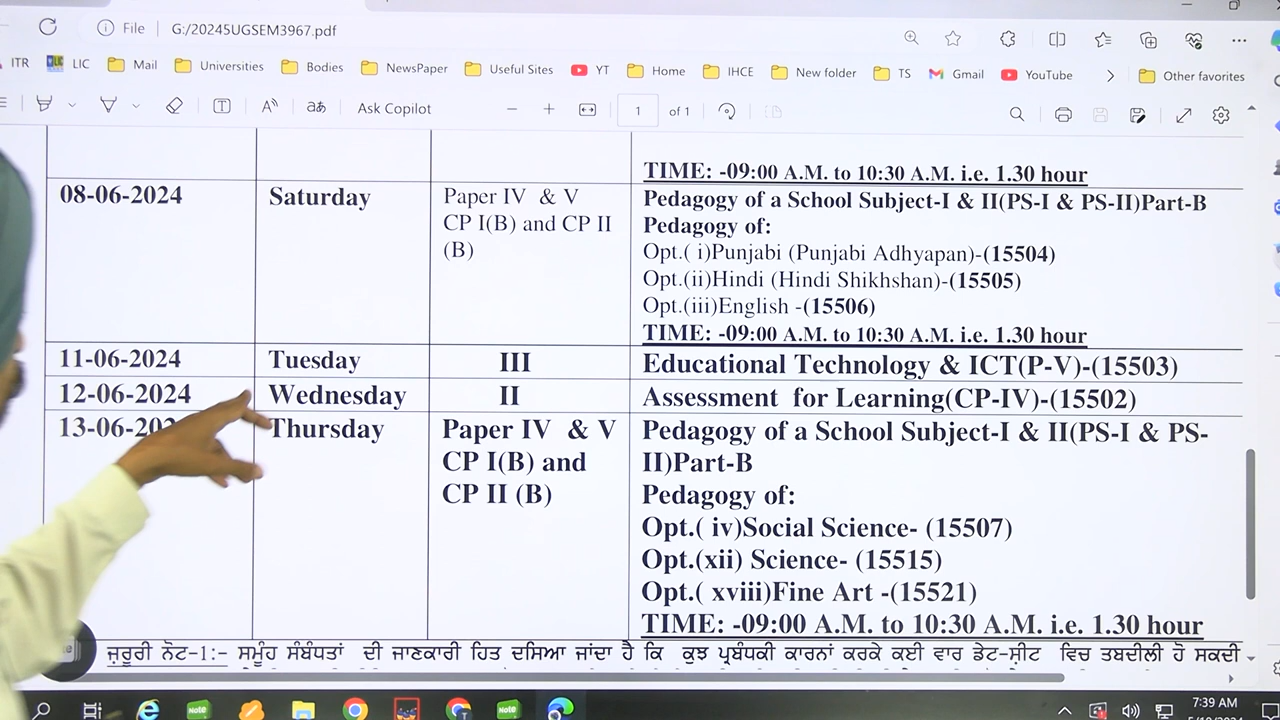 File G:/20245UGSEM3967.pdf
ITR LIC Mail Universities Bodies NewsPaper Useful Sites YT Home IHCE New folder TS Gmail YouTube Other favorites
Ask Copilot 1 of 1
TIME: -09:00 A.M. to 10:30 A.M. i.e. 1.30 hour
08-06-2024 Saturday Paper IV & V Pedagogy of a School Subject-I & II(PS-I & PS-II)Part-B
CP I(B) and CP II Pedagogy of:
(B) Opt.( i)Punjabi (Punjabi Adhyapan)-(15504)
Opt.(ii)Hindi (Hindi Shikhshan)-(15505)
Opt.(iii)English -(15506)
TIME: -09:00 A.M. to 10:30 A.M. i.e. 1.30 hour
11-06-2024 Tuesday III Educational Technology & ICT(P-V)-(15503)
12-06-2024 Wednesday II Assessment for Learning(CP-IV)-(15502)
13-06-202 Thursday Paper IV & V Pedagogy of a School Subject-I & II(PS-I & PS-
CP I(B) and II)Part-B
CP II (B) Pedagogy of:
Opt.( iv)Social Science- (15507)
Opt.(xii) Science- (15515)
Opt.( xviii)Fine Art -(15521)
TIME: -09:00 A.M. to 10:30 A.M. i.e. 1.30 hour
ਜ਼ਰੂਰੀ ਨੋਟ-1:- ਸਮੂੰਹ ਸੰਬੰਧਤਾਂ ਦੀ ਜਾਣਕਾਰੀ ਹਿਤ ਦਸਿਆ ਜਾਂਦਾ ਹੈ ਕਿ ਕੁਝ ਪ੍ਰਬੰਧਕੀ ਕਾਰਨਾਂ ਕਰਕੇ ਕਈ ਵਾਰ ਡੇਟ-ਸ਼ੀਟ ਵਿਚ ਤਬਦੀਲੀ ਹੋ ਸਕਦੀ
Note Note 7:39 AM